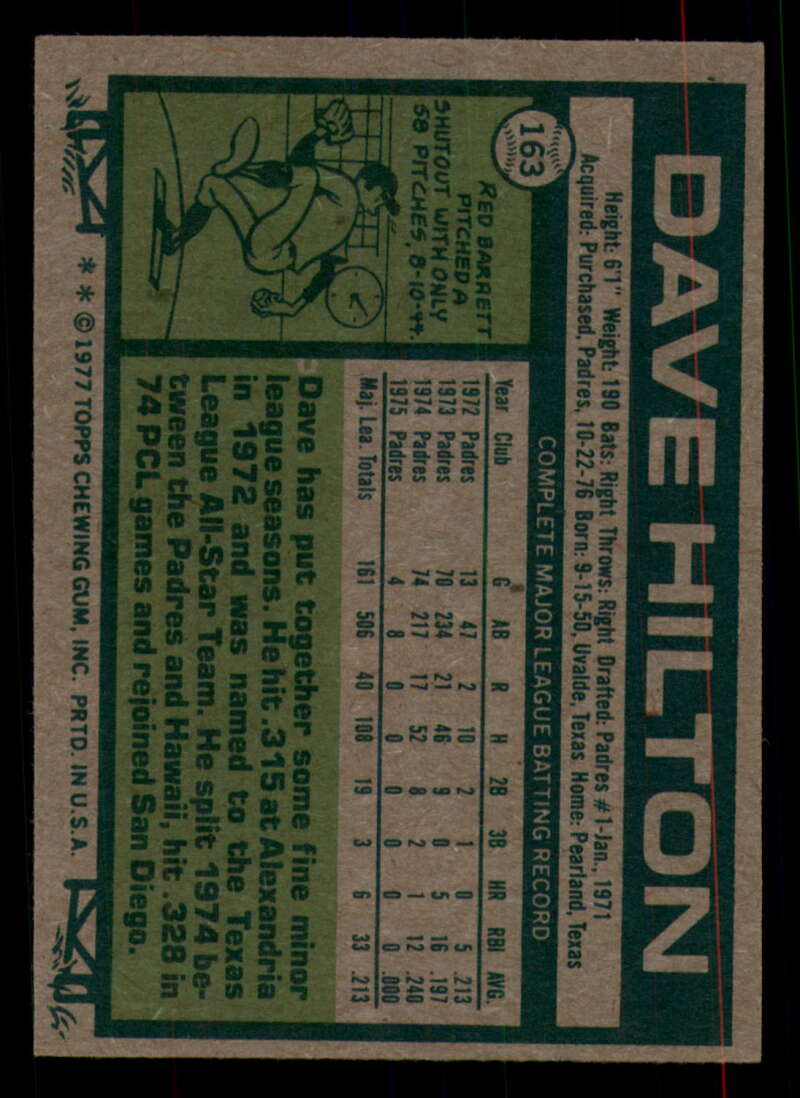 DAVE HILTON
163
Height: 6'1" Weight: 190 Bats: Right Throws: Right Drafted: Padres #1-Jan., 1971
Acquired: Purchased, Padres, 10-22-76 Born: 9-15-50, Uvalde, Texas Home: Pearland, Texas
COMPLETE MAJOR LEAGUE BATTING RECORD
RED BARRETT
PITCHED A
SHUTOUT WITH ONLY
58 PITCHES, 8-10-44.
Year Club G AB R H 2B 3B HR RBI AVG.
1972 Padres 13 47 2 10 2 1 0 5 .213
1973 Padres 70 234 21 46 9 0 5 16 .197
1974 Padres 74 217 17 52 8 2 1 12 .240
1975 Padres 4 8 0 0 0 0 0 0 .000
Maj. Lea. Totals 161 506 40 108 19 3 6 33 .213
Dave has put together some fine minor
league seasons. He hit .315 at Alexandria
in 1972 and was named to the Texas
League All-Star Team. He split 1974 be-
tween the Padres and Hawaii, hit .328 in
74 PCL games and rejoined San Diego.
* * © 1977 TOPPS CHEWING GUM, INC. PRTD. IN U.S.A.